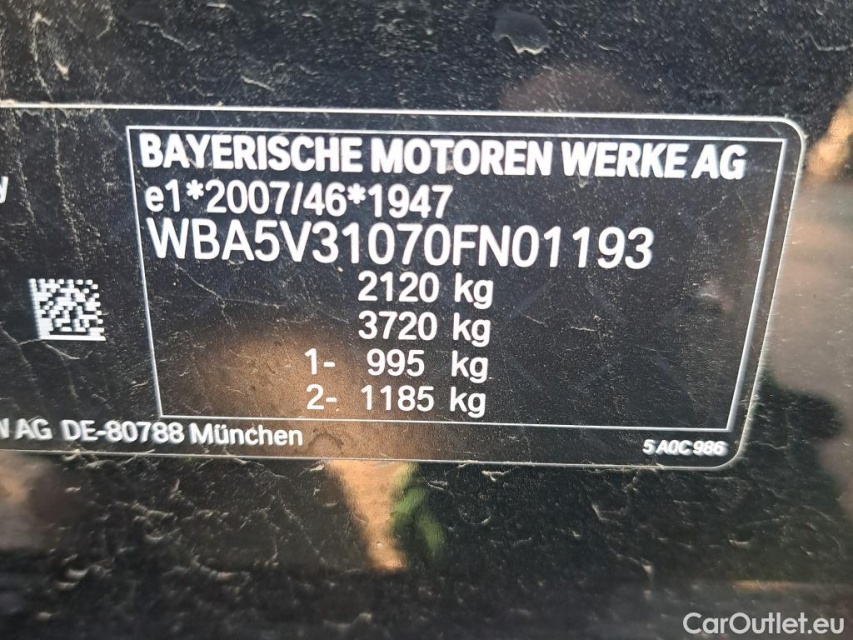 BAYERISCHE MOTOREN WERKE AG
e1*2007/46*1947
WBA5V31070FN01193
2120 kg
3720 kg
1- 995 kg
2- 1185 kg
AG DE-80788 München
5 A0C 986
CarOutlet.eu